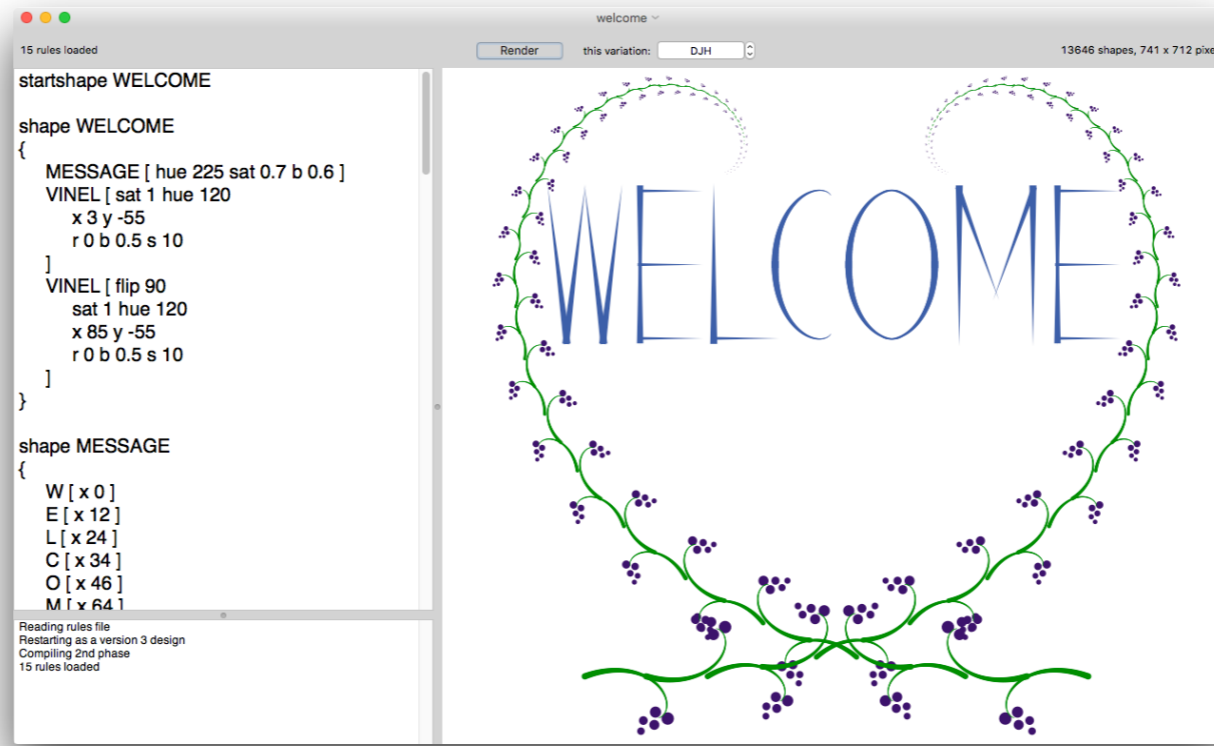 welcome
15 rules loaded
Render
this variation:
DJH
13646 shapes, 741 x 712 pixe
startshape WELCOME
shape WELCOME
{
MESSAGE [ hue 225 sat 0.7 b 0.6 ]
VINEL [ sat 1 hue 120
x 3 y -55
r 0 b 0.5 s 10
]
VINEL [ flip 90
sat 1 hue 120
x 85 y -55
r 0 b 0.5 s 10
]
}
shape MESSAGE
{
W [ x 0 ]
E [ x 12 ]
L [ x 24 ]
C [ x 34 ]
O [ x 46 ]
M [ x 64 ]
Reading rules file
Restarting as a version 3 design
Compiling 2nd phase
15 rules loaded
WELCOME